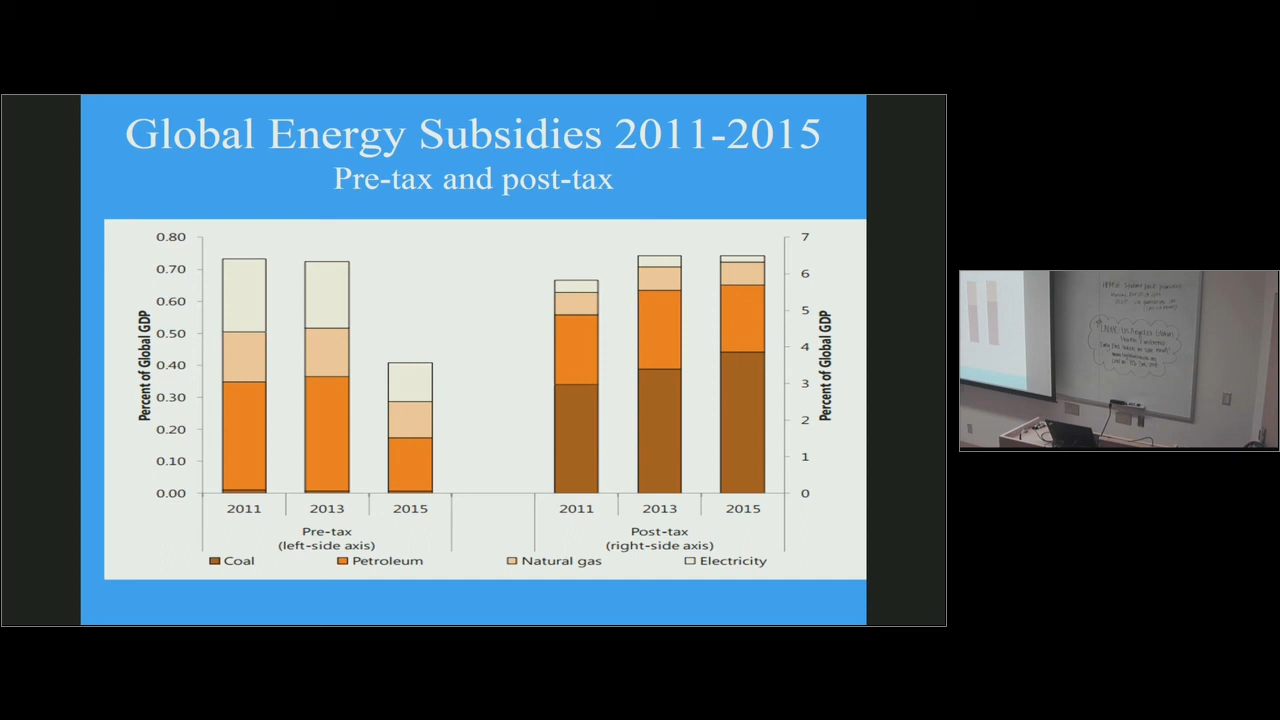 Global Energy Subsidies 2011-2015
Pre-tax and post-tax
0.80
0.70
0.60
0.50
0.40
0.30
0.20
0.10
0.00
Percent of Global GDP
7
6
5
4
3
2
1
0
Percent of Global GDP
2011 2013 2015 2011 2013 2015
Pre-tax Post-tax
(left-side axis) (right-side axis)
Coal Petroleum Natural gas Electricity